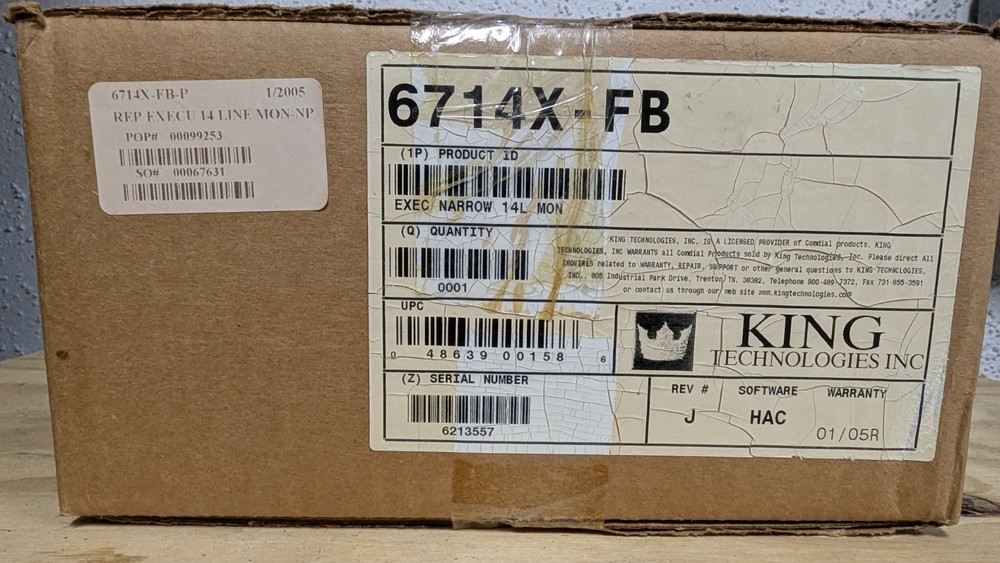 6714X-FB-P 1/2005
REP EXECU 14 LINE MON-NP
POP# 00099253
SO# 00067631
6714X-FB
(1P) PRODUCT ID
EXEC NARROW 14L MON
(Q) QUANTITY
0001
KING TECHNOLOGIES, INC. IS A LICENSED PROVIDER of Comdial products. KING
TECHNOLOGIES, INC WARRANTS all Comdial Products sold by King Technologies, Inc. Please direct All
INQUIRIES related to WARRANTY, REPAIR, SUPPORT or other general questions to KING TECHNOLOGIES,
INC., 805 Industrial Park Drive, Trenton TN. 38382, Telephone 800-489-7372, Fax 731-855-3591
or contact us through our web site www.kingtechnologies.com
UPC
0 48639 00158 6
KING
TECHNOLOGIES INC
(Z) SERIAL NUMBER
6213557
REV # SOFTWARE WARRANTY
J HAC 01/05R